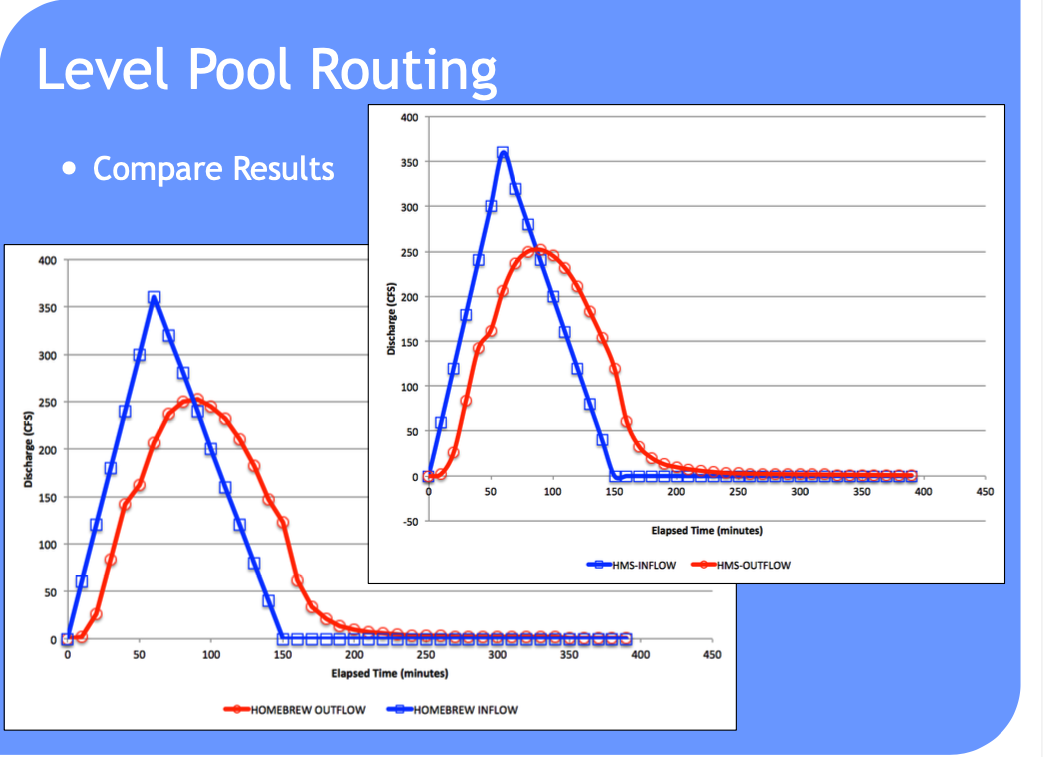 Level Pool Routing
• Compare Results
400
350
300
250
200
150
100
50
0
-50
0 50 100 150 200 250 300 350 400 450
Discharge (CFS)
Elapsed Time (minutes)
HMS-INFLOW HMS-OUTFLOW
400
350
300
250
200
150
100
50
0
0 50 100 150 200 250 300 350 400 450
Discharge (CFS)
Elapsed Time (minutes)
HOMEBREW OUTFLOW HOMEBREW INFLOW